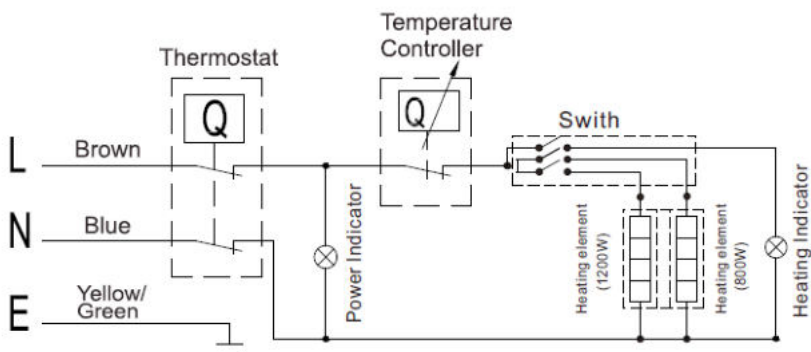 Temperature
Controller
Thermostat
Q
Q
Swith
L
Brown
N
Blue
Power Indicator
Heating element
(1200W)
Heating element
(800W)
Heating Indicator
E
Yellow/
Green